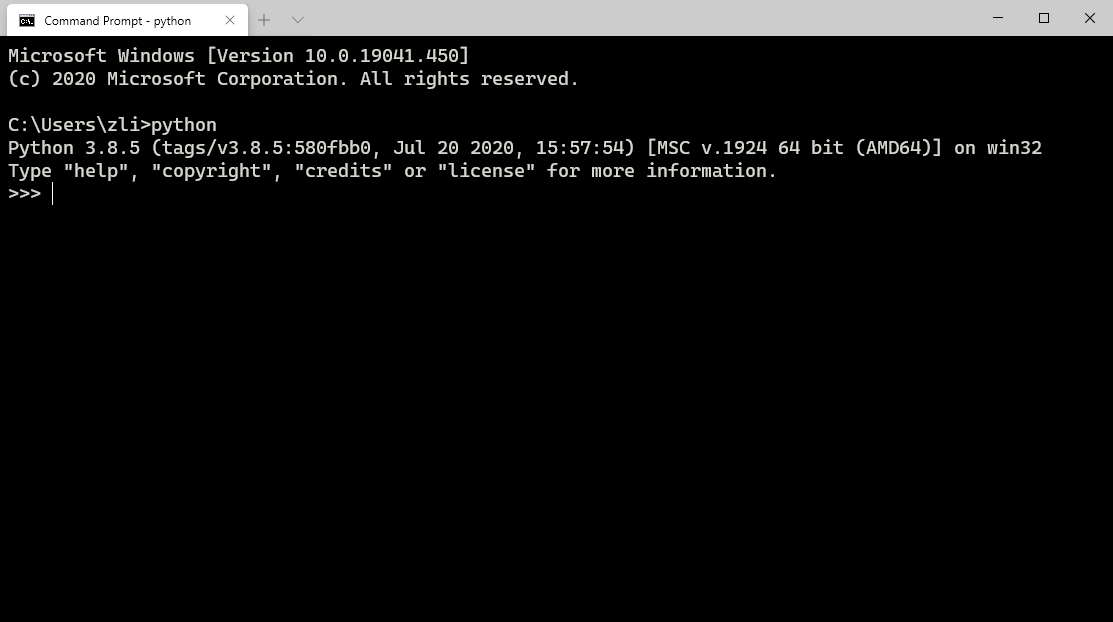 Command Prompt - python
Microsoft Windows [Version 10.0.19041.450]
(c) 2020 Microsoft Corporation. All rights reserved.
C:\Users\zli>python
Python 3.8.5 (tags/v3.8.5:580fbb0, Jul 20 2020, 15:57:54) [MSC v.1924 64 bit (AMD64)] on win32
Type "help", "copyright", "credits" or "license" for more information.
>>>